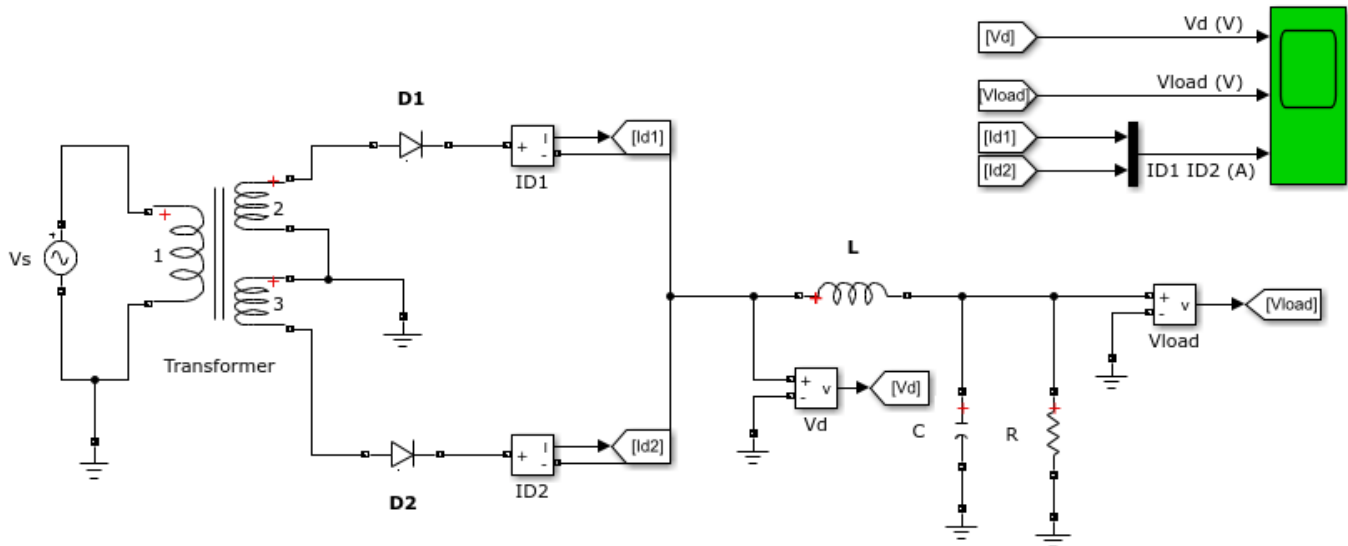 [Vd]
Vd (V)
[Vload]
Vload (V)
[Id1]
[Id2]
ID1 ID2 (A)
D1
+
I
-
ID1
[Id1]
Vs
+
+
1
+
2
+
3
Transformer
D2
+
I
-
ID2
[Id2]
L
+
+
-
v
Vd
[Vd]
C
+
R
+
+
-
v
Vload
[Vload]